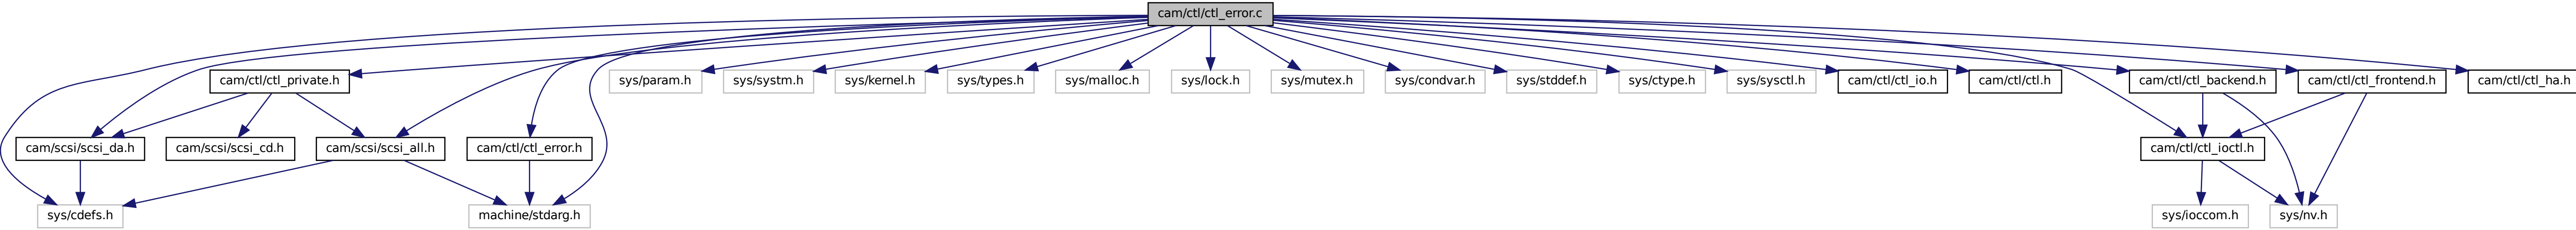 cam/ctl/ctl_error.c
cam/ctl/ctl_private.h
sys/param.h
sys/systm.h
sys/kernel.h
sys/types.h
sys/malloc.h
sys/lock.h
sys/mutex.h
sys/condvar.h
sys/stddef.h
sys/ctype.h
sys/sysctl.h
cam/ctl/ctl_io.h
cam/ctl/ctl.h
cam/ctl/ctl_backend.h
cam/ctl/ctl_frontend.h
cam/ctl/ctl_ha.h
cam/scsi/scsi_da.h
cam/scsi/scsi_cd.h
cam/scsi/scsi_all.h
cam/ctl/ctl_error.h
cam/ctl/ctl_ioctl.h
sys/cdefs.h
machine/stdarg.h
sys/ioccom.h
sys/nv.h